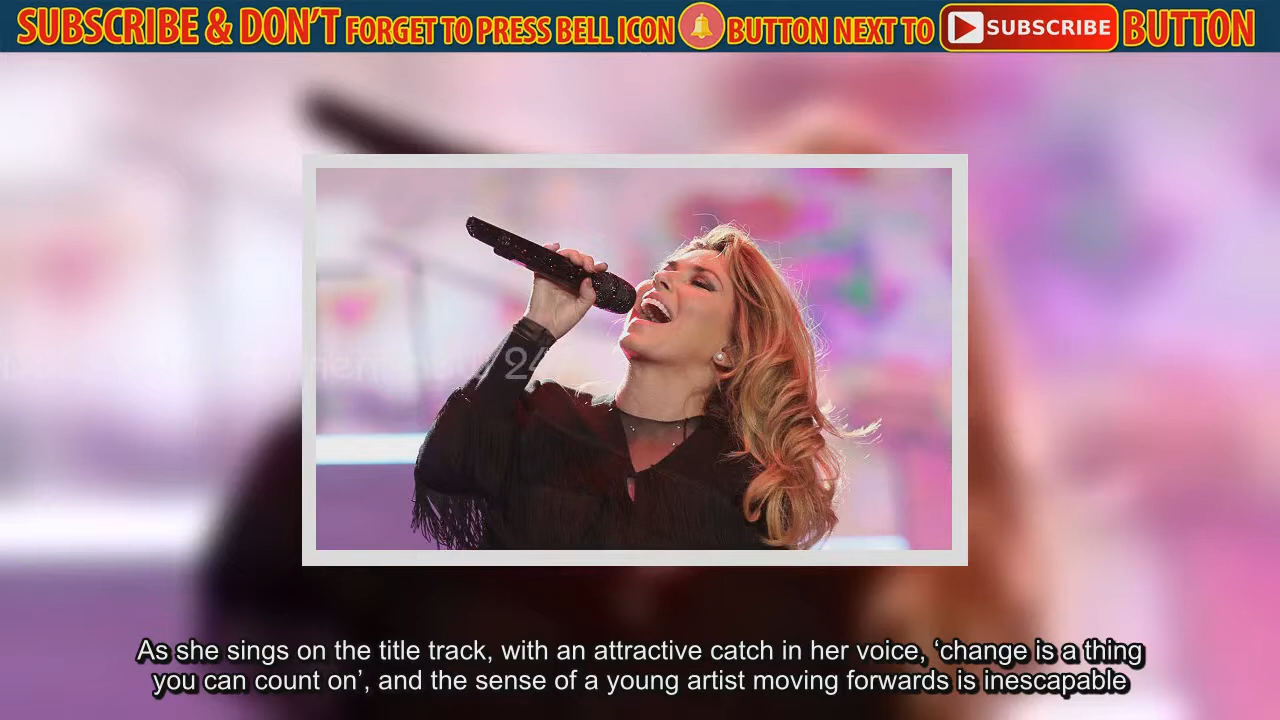 SUBSCRIBE & DON'T FORGET TO PRESS BELL ICON BUTTON NEXT TO SUBSCRIBE BUTTON
As she sings on the title track, with an attractive catch in her voice, ‘change is a thing
you can count on’, and the sense of a young artist moving forwards is inescapable